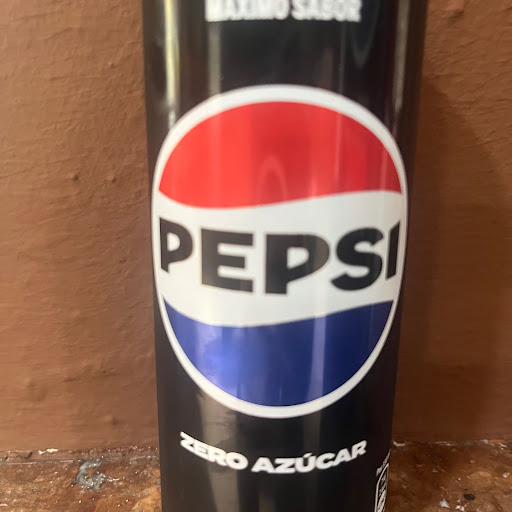 MÁXIMO SABOR
PEPSI
ZERO AZÚCAR